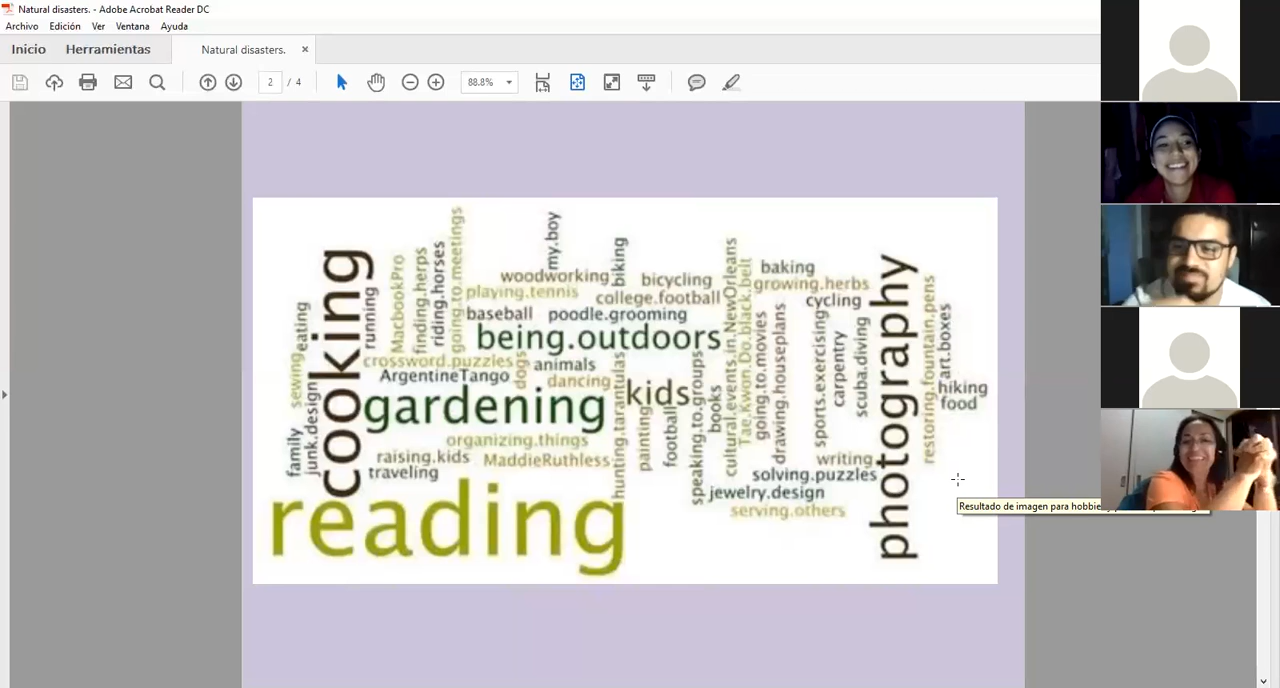 Natural disasters. - Adobe Acrobat Reader DC
Archivo Edición Ver Ventana Ayuda
Inicio Herramientas Natural disasters. ×
2 / 4 88.8%
cooking
reading
gardening
being.outdoors
kids
photography
eating
sewing
family
junk.design
running
MacbookPro
finding.herps
riding.horses
going.to.meetings
my.boy
woodworking
biking
bicycling
playing.tennis
college.football
baseball
poodle.grooming
crossword.puzzles
animals
dogs
ArgentineTango
dancing
hunting.tarantulas
organizing.things
raising.kids
MaddieRuthless
traveling
painting
football
speaking.to.groups
books
cultural.events.in.NewOrleans
Tae.Kwon.Do.black.belt
going.to.movies
drawing.houseplans
baking
growing.herbs
cycling
sports.exercising
carpentry
scuba.diving
writing
solving.puzzles
jewelry.design
serving.others
restoring.fountain.pens
art.boxes
hiking
food
Resultado de imagen para hobbie